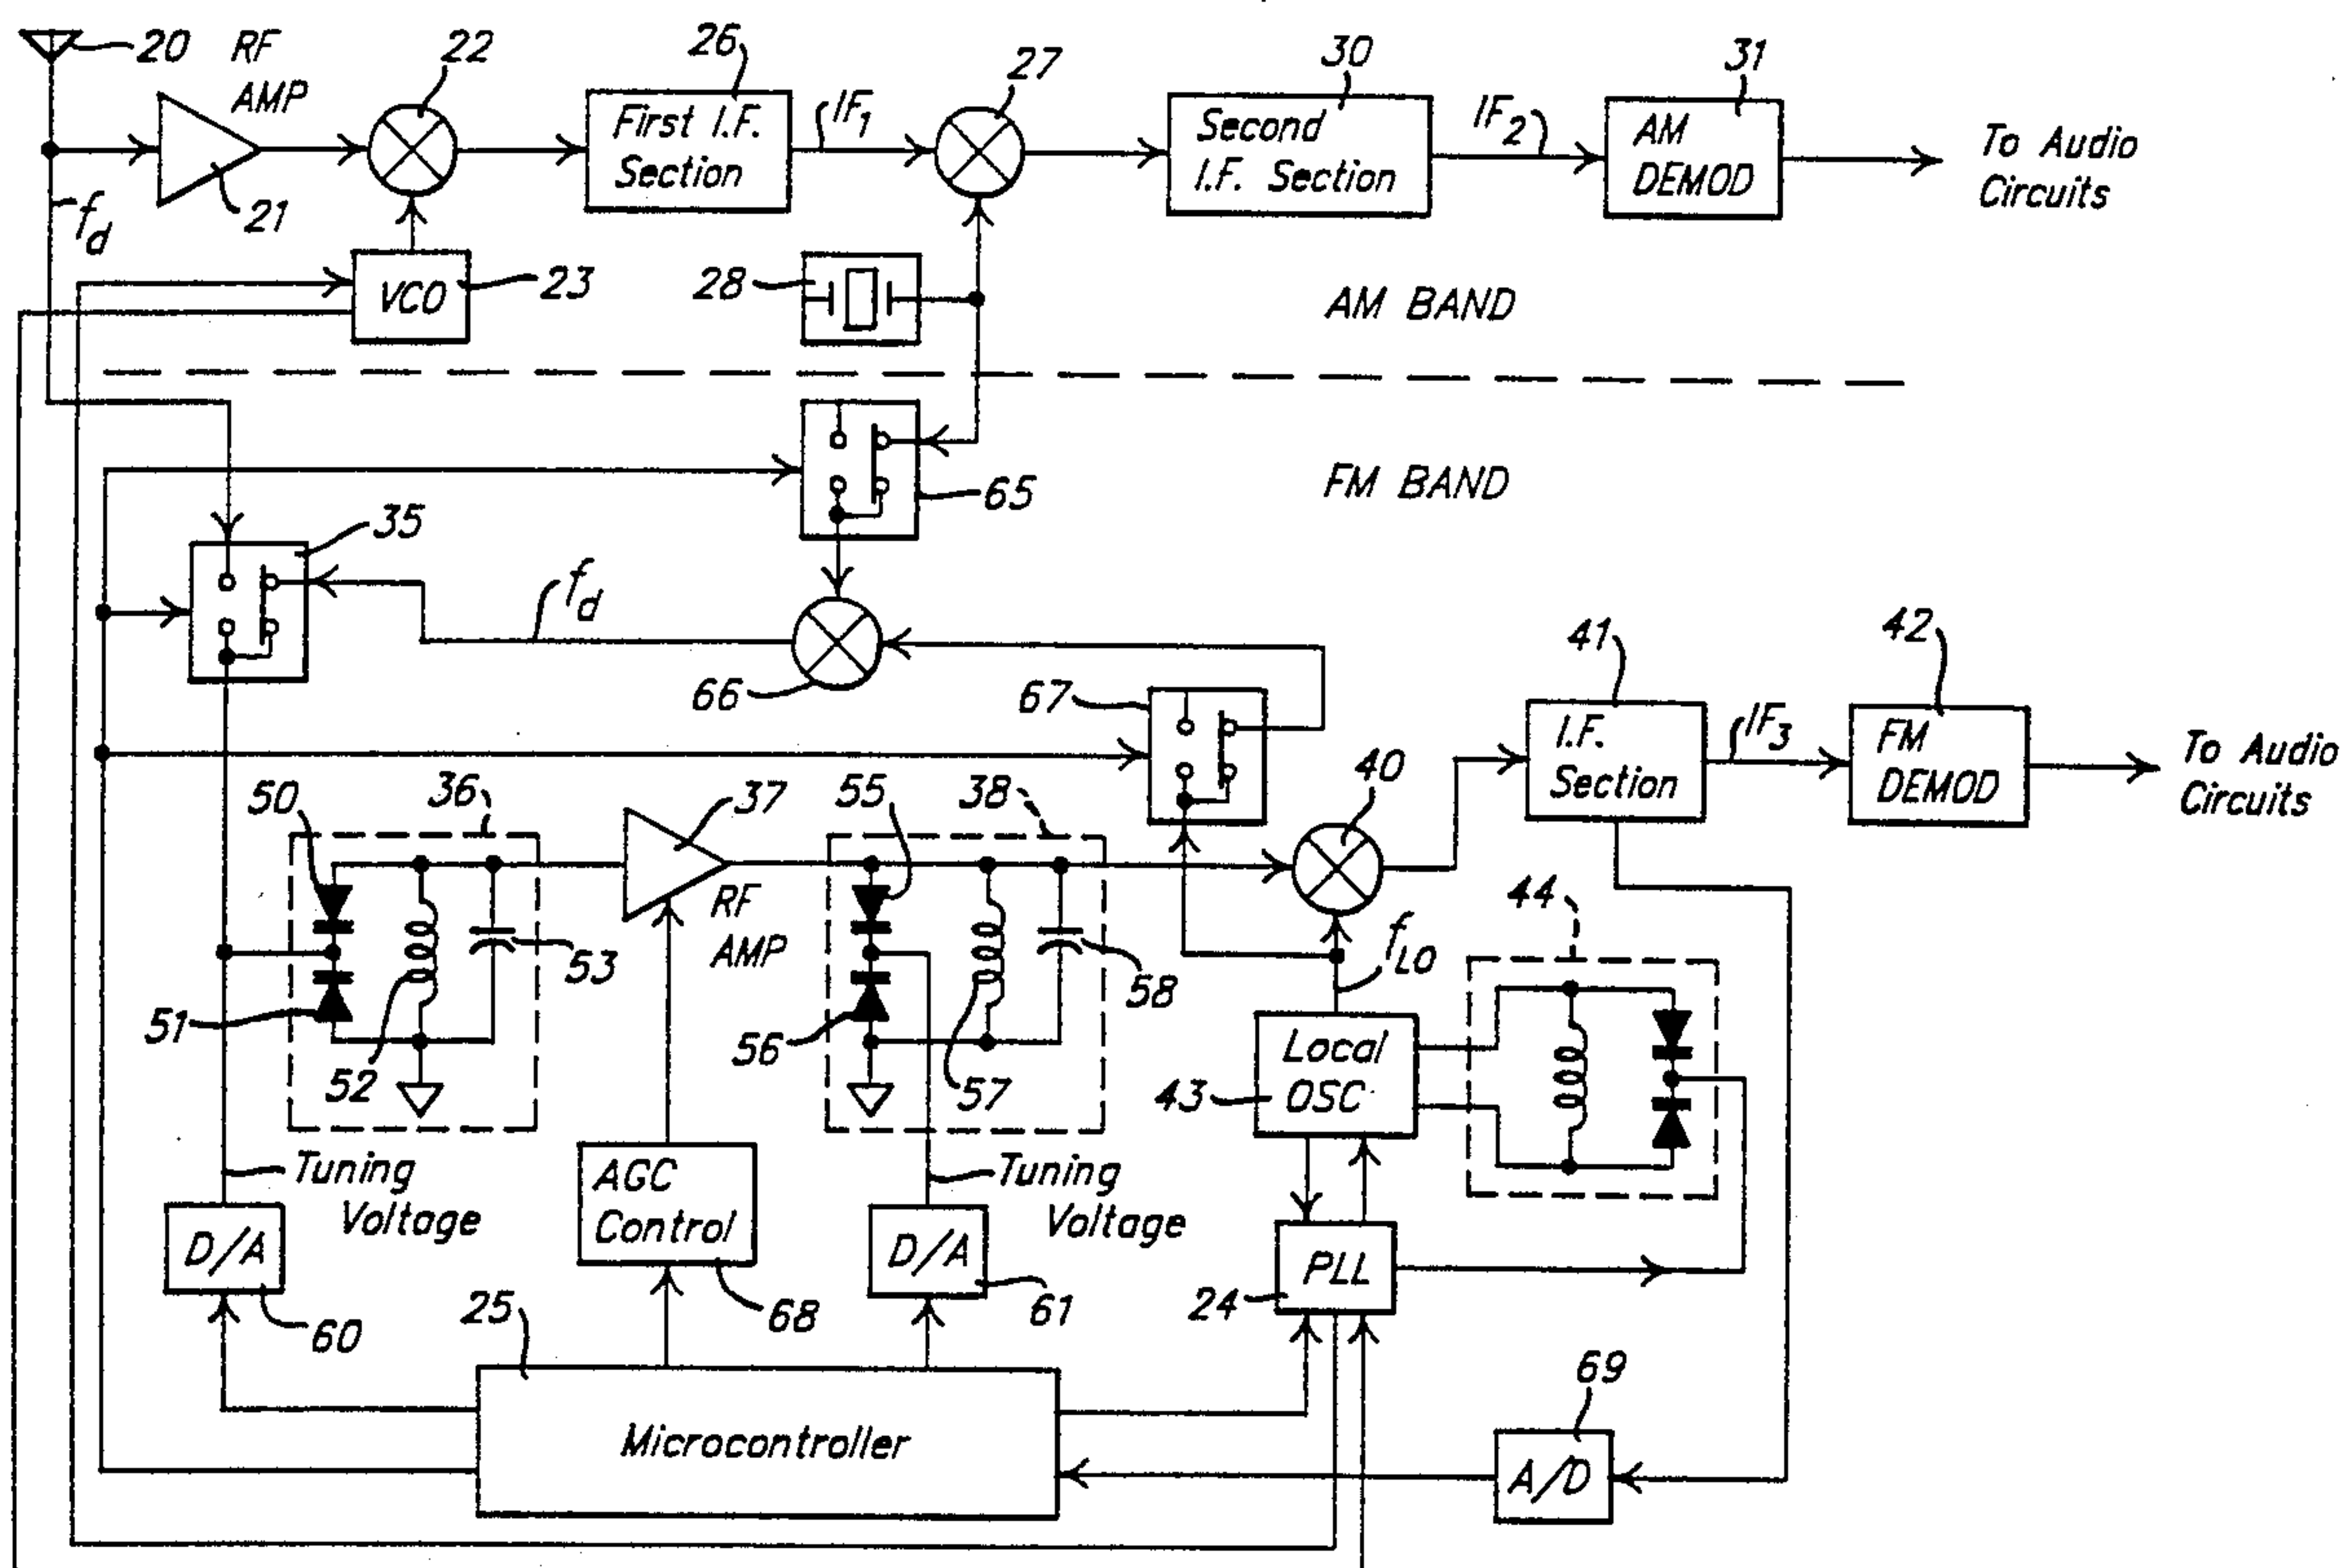 20
RF
AMP
22
26
First I.F.
Section
IF1
27
30
Second
I.F. Section
IF2
31
AM
DEMOD
To Audio
Circuits
21
fd
VCO
23
28
AM BAND
FM BAND
65
35
fd
66
67
41
I.F.
Section
IF3
42
FM
DEMOD
To Audio
Circuits
50
36
37
RF
AMP
55
38
40
44
53
51
52
56
57
58
fLO
43
Local
OSC
Tuning
Voltage
AGC
Control
Tuning
Voltage
D/A
60
68
D/A
61
PLL
24
25
Microcontroller
69
A/D